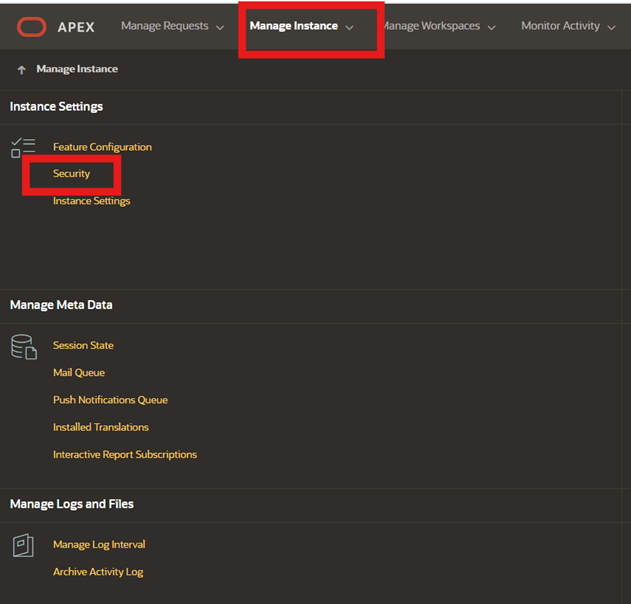 APEX Manage Requests Manage Instance Manage Workspaces Monitor Activity
Manage Instance
Instance Settings
Feature Configuration
Security
Instance Settings
Manage Meta Data
Session State
Mail Queue
Push Notifications Queue
Installed Translations
Interactive Report Subscriptions
Manage Logs and Files
Manage Log Interval
Archive Activity Log